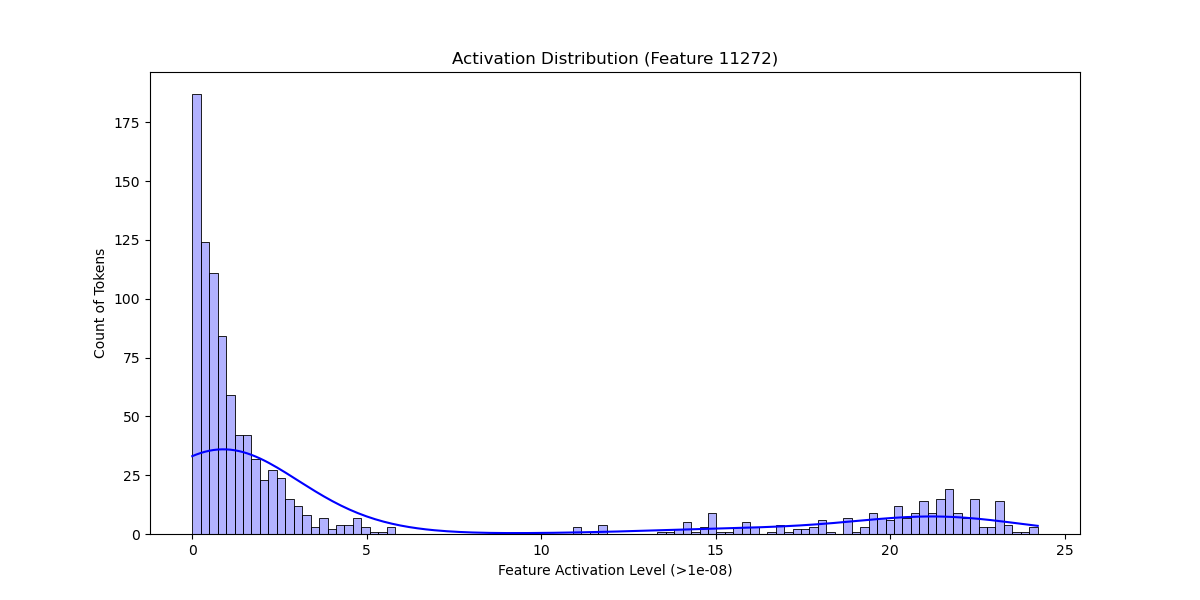 Activation Distribution (Feature 11272)
Count of Tokens
175
150
125
100
75
50
25
0
0 5 10 15 20 25
Feature Activation Level (>1e-08)